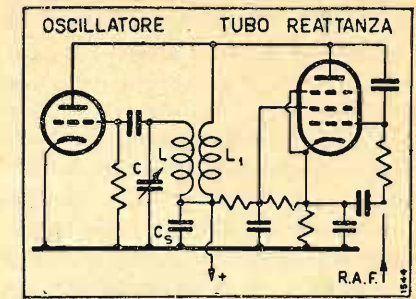 OSCILLATORE TUBO REATTANZA
L L₁
C
Cₛ
+
R.A.F.
1544